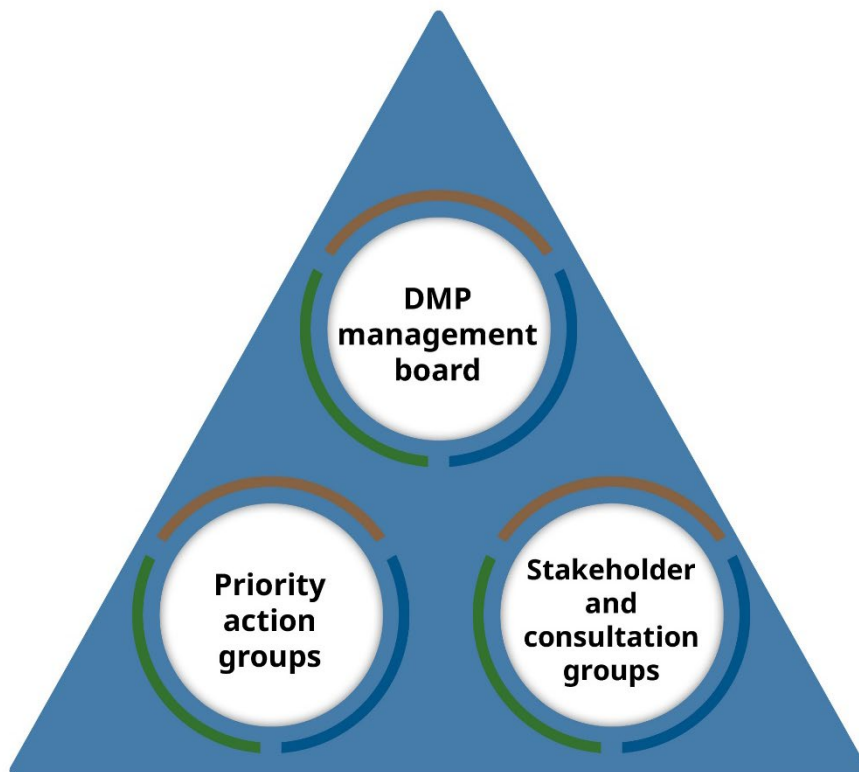 DMP
management
board
Priority
action
groups
Stakeholder
and
consultation
groups